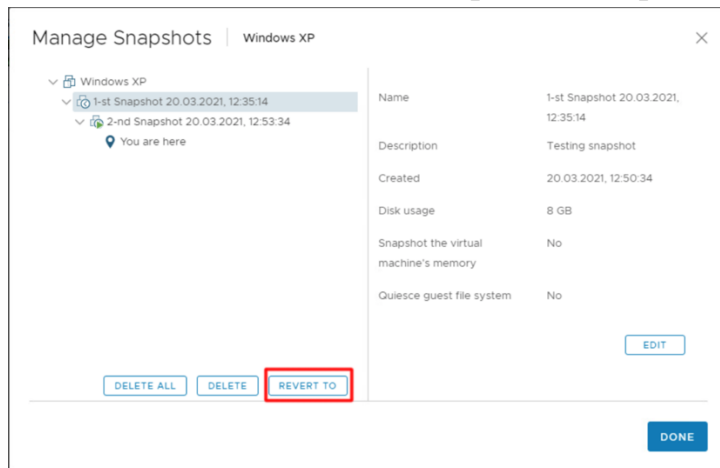 Manage Snapshots Windows XP
Windows XP
1-st Snapshot 20.03.2021, 12:35:14
2-nd Snapshot 20.03.2021, 12:53:34
You are here
Name 1-st Snapshot 20.03.2021,
12:35:14
Description Testing snapshot
Created 20.03.2021, 12:50:34
Disk usage 8 GB
Snapshot the virtual No
machine's memory
Quiesce guest file system No
EDIT
DELETE ALL DELETE REVERT TO
DONE